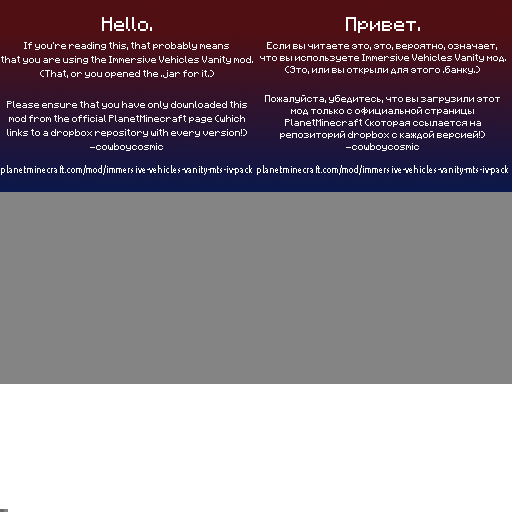 Hello.
If you're reading this, that probably means
that you are using the Immersive Vehicles Vanity mod.
(That, or you opened the .jar for it.)
Please ensure that you have only downloaded this
mod from the official PlanetMinecraft page (which
links to a dropbox repository with every version!)
-cowboycosmic
planetminecraft.com/mod/immersive-vehicles-vanity-mts-iv-pack
Привет.
Если вы читаете это, это, вероятно, означает,
что вы используете Immersive Vehicles Vanity мод.
(Это, или вы открыли для этого .банку.)
Пожалуйста, убедитесь, что вы загрузили этот
мод только с официальной страницы
PlanetMinecraft (которая ссылается на
репозиторий dropbox с каждой версией!)
-cowboycosmic
planetminecraft.com/mod/immersive-vehicles-vanity-mts-iv-pack